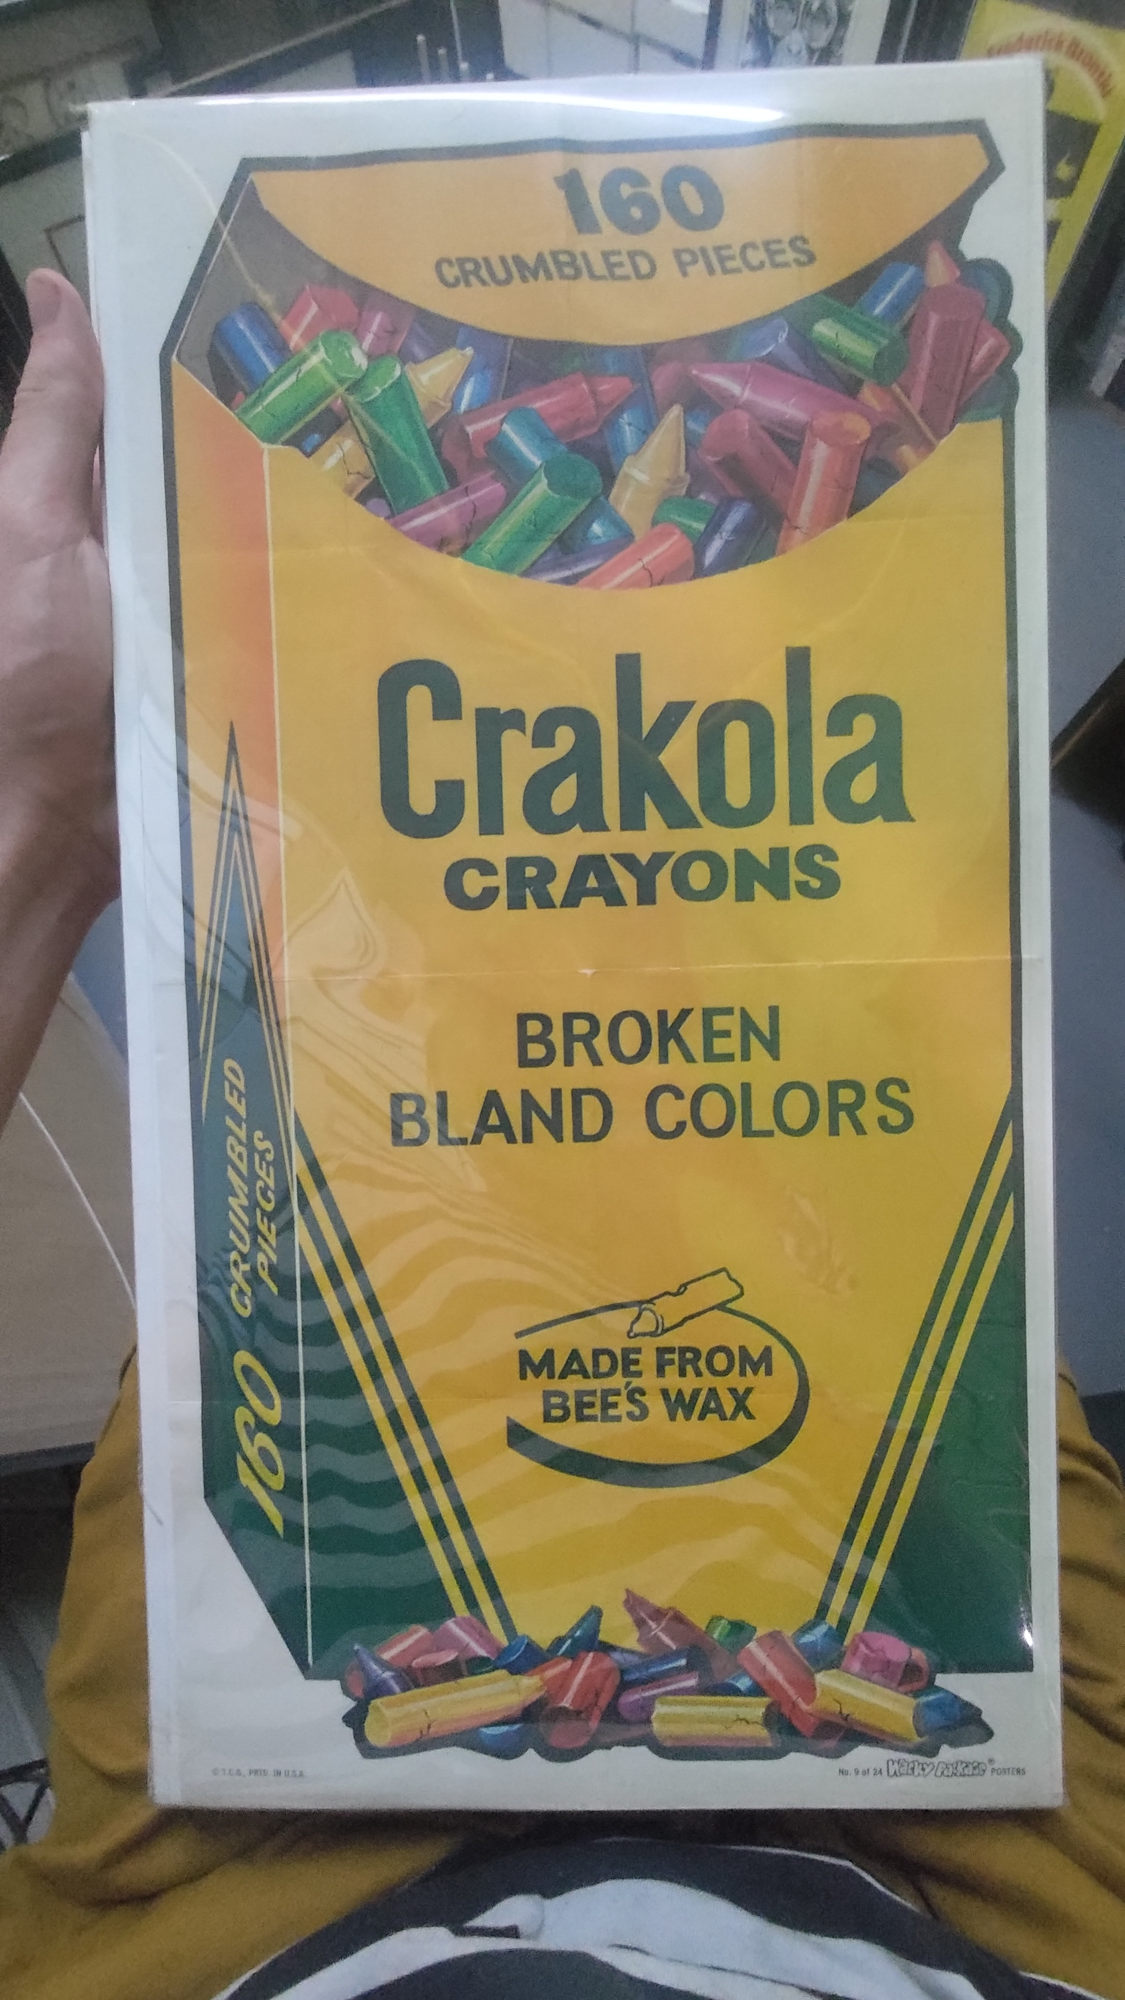 160
CRUMBLED PIECES
Crakola
CRAYONS
BROKEN
BLAND COLORS
MADE FROM
BEE'S WAX
160 CRUMBLED
PIECES
© T.C.G. PRTD. IN U.S.A.
No. 9 of 24 Wacky Package® POSTERS